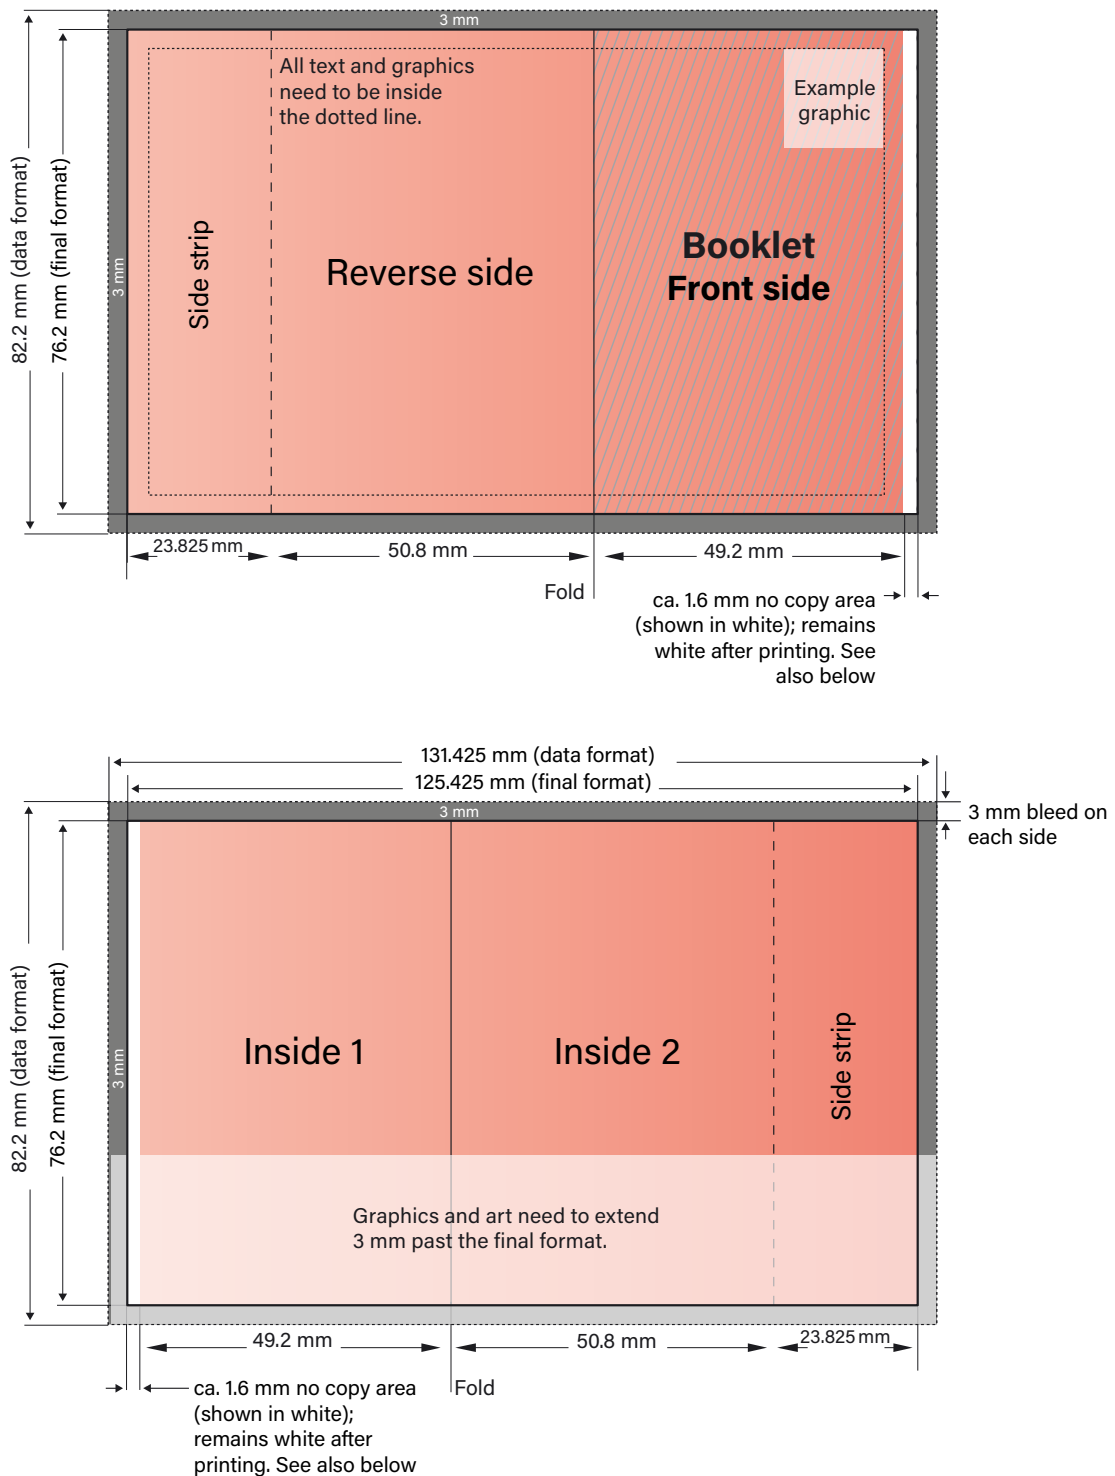 3 mm
All text and graphics
need to be inside
the dotted line.
Example
graphic
82.2 mm (data format)
76.2 mm (final format)
3 mm
Side strip
Reverse side
Booklet
Front side
23.825 mm
50.8 mm
49.2 mm
Fold
ca. 1.6 mm no copy area
(shown in white); remains
white after printing. See
also below
131.425 mm (data format)
125.425 mm (final format)
3 mm
3 mm bleed on
each side
82.2 mm (data format)
76.2 mm (final format)
3 mm
Inside 1
Inside 2
Side strip
Graphics and art need to extend
3 mm past the final format.
49.2 mm
50.8 mm
23.825 mm
ca. 1.6 mm no copy area
(shown in white);
remains white after
printing. See also below
Fold